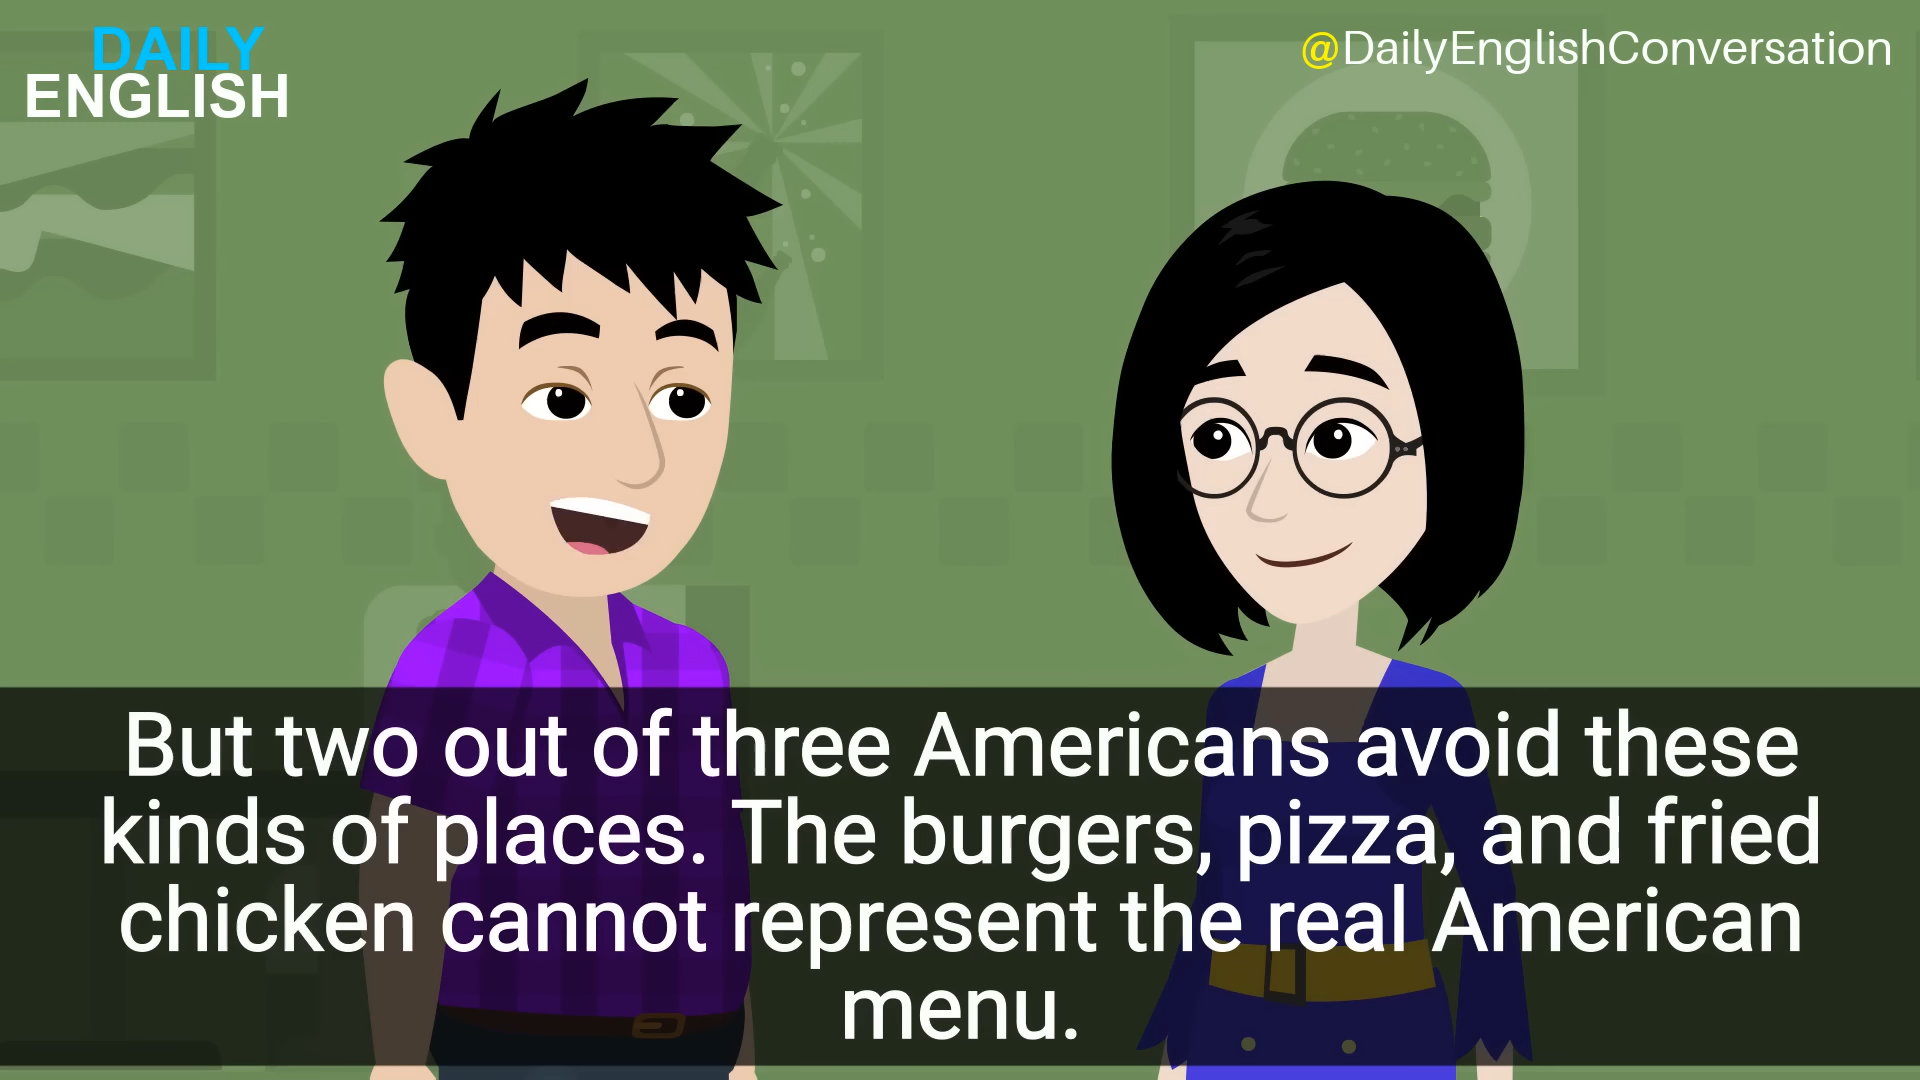 DAILY
ENGLISH
@DailyEnglishConversation
But two out of three Americans avoid these
kinds of places. The burgers, pizza, and fried
chicken cannot represent the real American
menu.